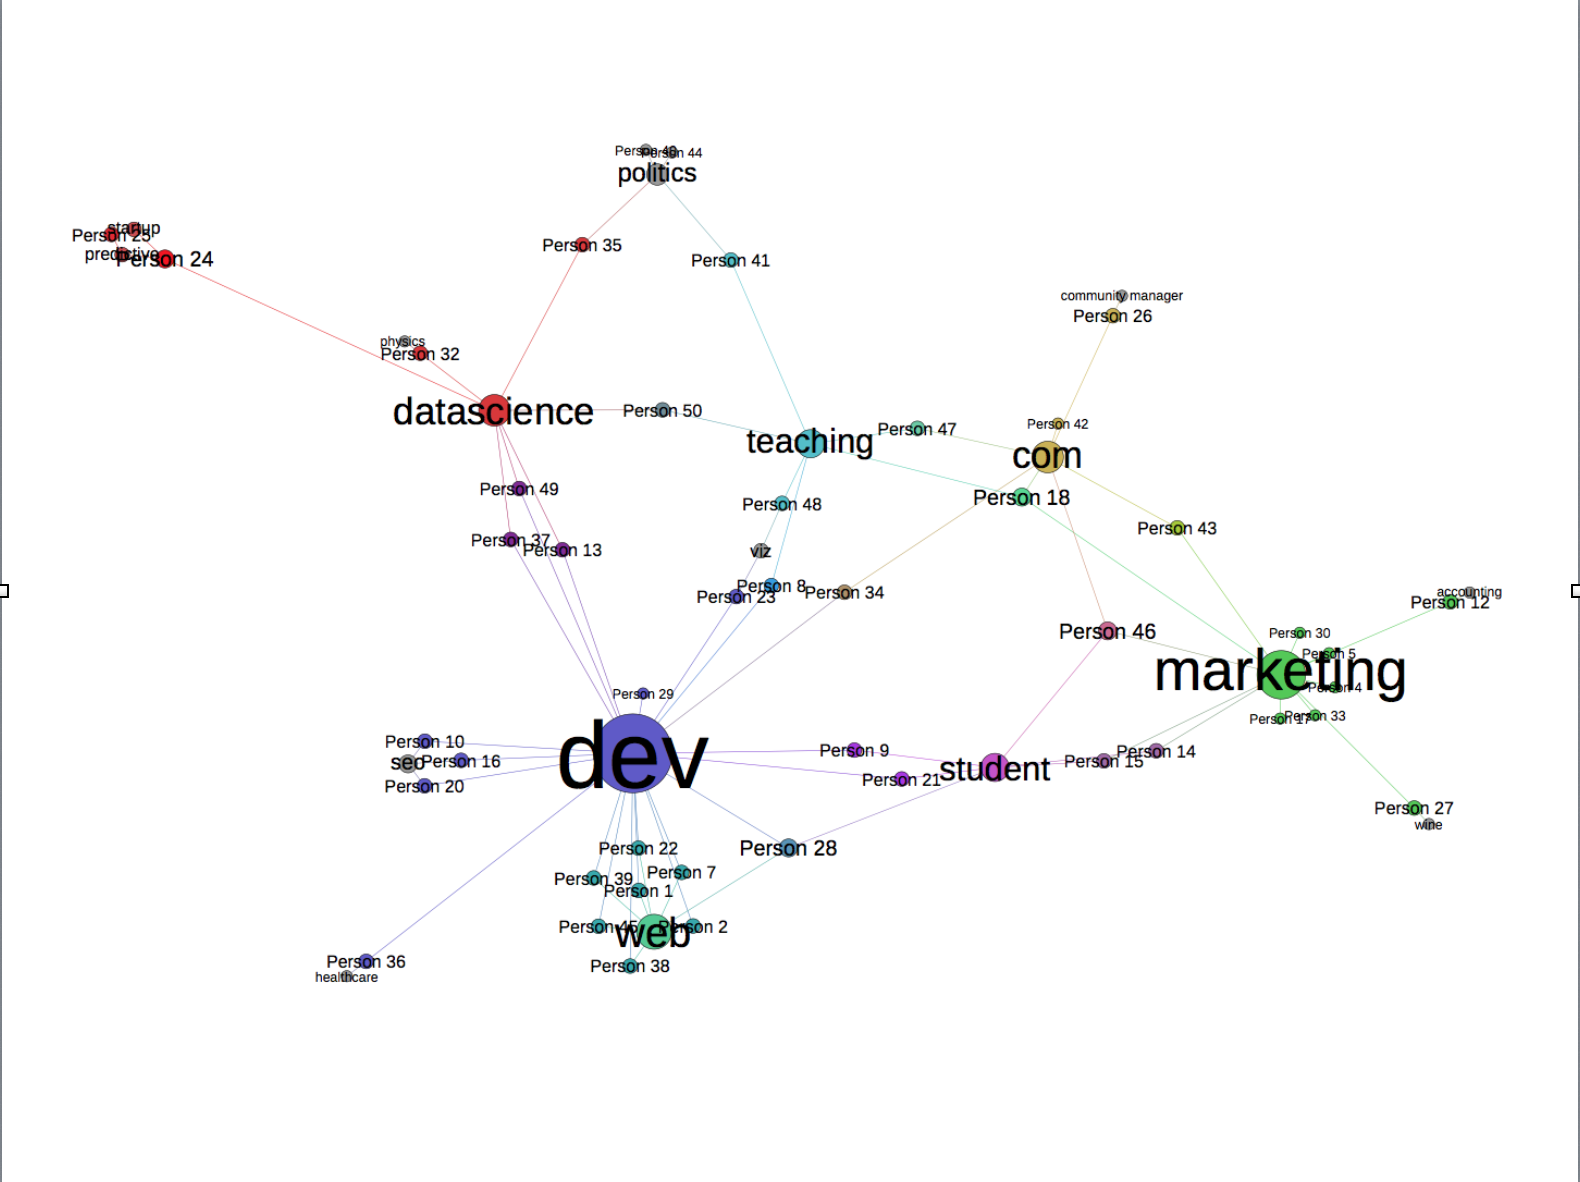 Person 44
politics
startup
Person 25
Person 35
predictive
Person 24
Person 41
community manager
Person 26
physics
Person 32
datascience
Person 50
Person 42
teaching
Person 47
com
Person 49
Person 18
Person 48
Person 43
Person 37
Person 13
viz
Person 8
Person 23
Person 34
accounting
Person 12
Person 46
Person 30
Person 5
marketing
Person 4
Person 29
Person 17
Person 33
Person 10
seo
Person 16
dev
Person 9
Person 14
Person 15
student
Person 21
Person 20
Person 27
wine
Person 22
Person 28
Person 7
Person 39
Person 1
Person 45
web
Person 2
Person 36
Person 38
healthcare